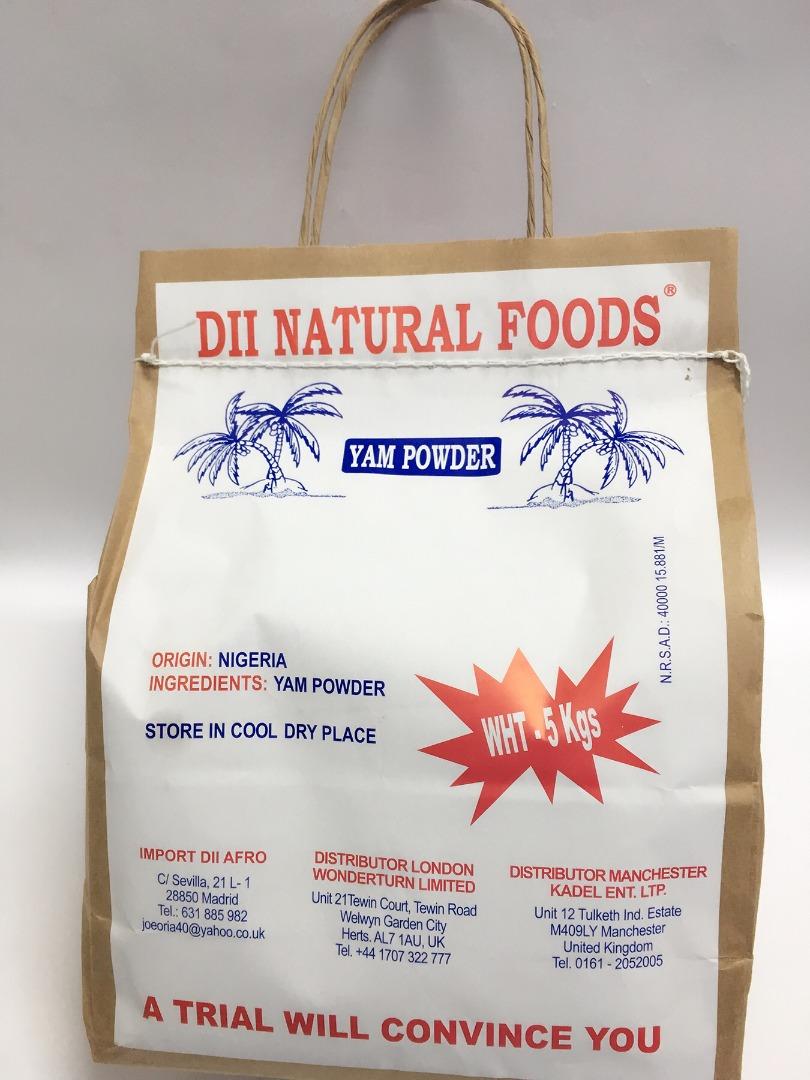 DII NATURAL FOODS®
YAM POWDER
N.R.S.A.D.: 40000 15.881/M
ORIGIN: NIGERIA
INGREDIENTS: YAM POWDER
STORE IN COOL DRY PLACE
WHT - 5 Kgs
IMPORT DII AFRO
C/ Sevilla, 21 L- 1
28850 Madrid
Tel.: 631 885 982
joeoria40@yahoo.co.uk
DISTRIBUTOR LONDON
WONDERTURN LIMITED
Unit 21Tewin Court, Tewin Road
Welwyn Garden City
Herts. AL7 1AU, UK
Tel. +44 1707 322 777
DISTRIBUTOR MANCHESTER
KADEL ENT. LTP.
Unit 12 Tulketh Ind. Estate
M409LY Manchester
United Kingdom
Tel. 0161 - 2052005
A TRIAL WILL CONVINCE YOU